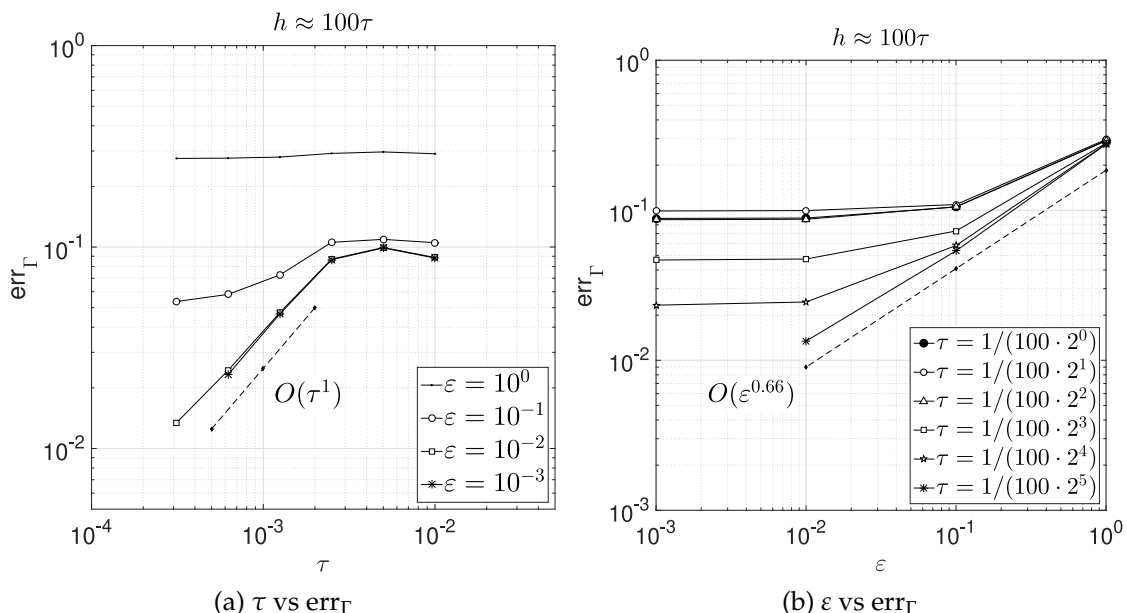 h ≈ 100τ
10^0
10^-1
10^-2
err_Γ
10^-4
10^-3
10^-2
τ
O(τ^1)
ε = 10^0
ε = 10^-1
ε = 10^-2
ε = 10^-3
(a) τ vs err_Γ
h ≈ 100τ
10^0
10^-1
10^-2
10^-3
err_Γ
10^-3
10^-2
10^-1
10^0
ε
O(ε^0.66)
τ = 1/(100 · 2^0)
τ = 1/(100 · 2^1)
τ = 1/(100 · 2^2)
τ = 1/(100 · 2^3)
τ = 1/(100 · 2^4)
τ = 1/(100 · 2^5)
(b) ε vs err_Γ